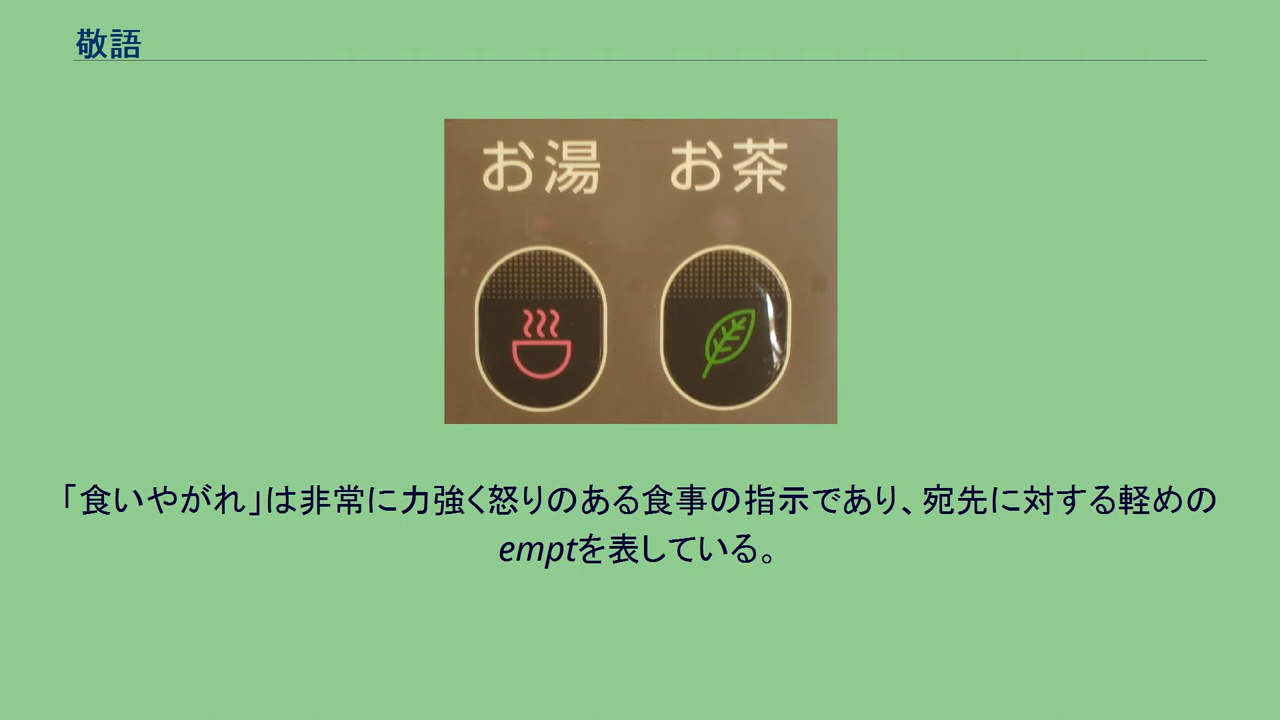 敬語
お湯 お茶
「食いやがれ」は非常に力強く怒りのある食事の指示であり、宛先に対する軽めの
emptを表している。